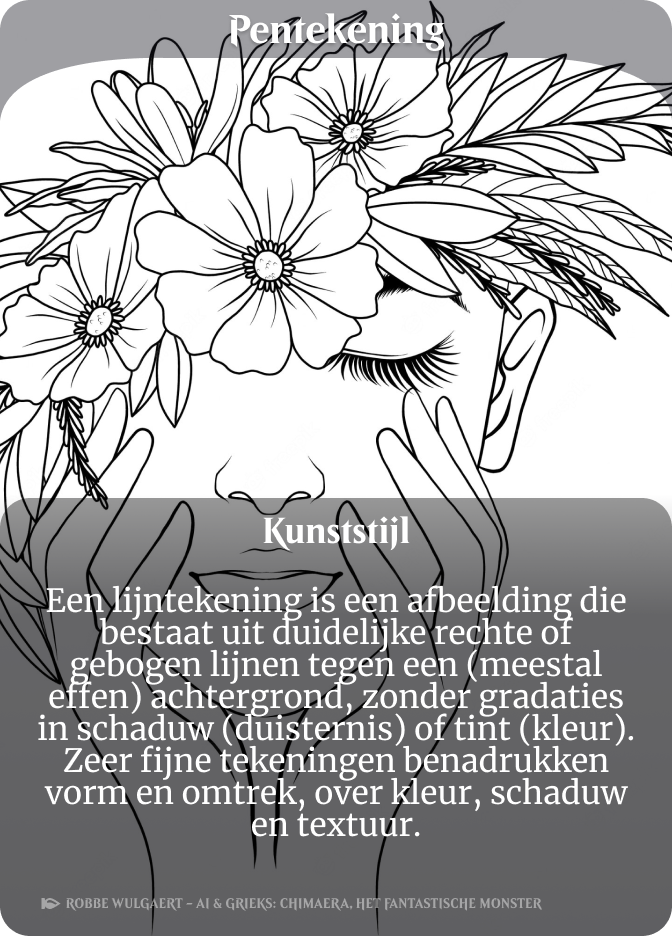 Pentekening
Kunststijl
Een lijntekening is een afbeelding die
bestaat uit duidelijke rechte of
gebogen lijnen tegen een (meestal
effen) achtergrond, zonder gradaties
in schaduw (duisternis) of tint (kleur).
Zeer fijne tekeningen benadrukken
vorm en omtrek, over kleur, schaduw
en textuur.
ROBBE WULGAERT – AI & GRIEKS: CHIMAERA, HET FANTASTISCHE MONSTER